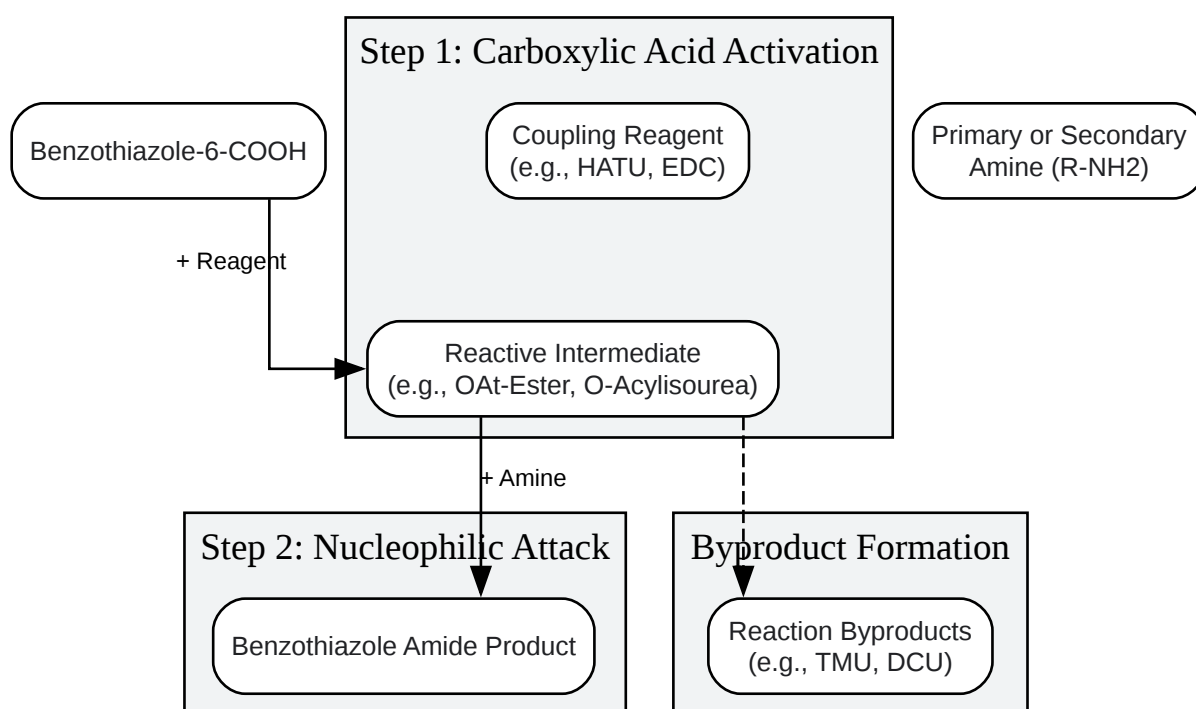 Step 1: Carboxylic Acid Activation
Benzothiazole-6-COOH
Coupling Reagent
(e.g., HATU, EDC)
Primary or Secondary
Amine (R-NH2)
+ Reagent
Reactive Intermediate
(e.g., OAt-Ester, O-Acylisourea)
+ Amine
Step 2: Nucleophilic Attack
Benzothiazole Amide Product
Byproduct Formation
Reaction Byproducts
(e.g., TMU, DCU)